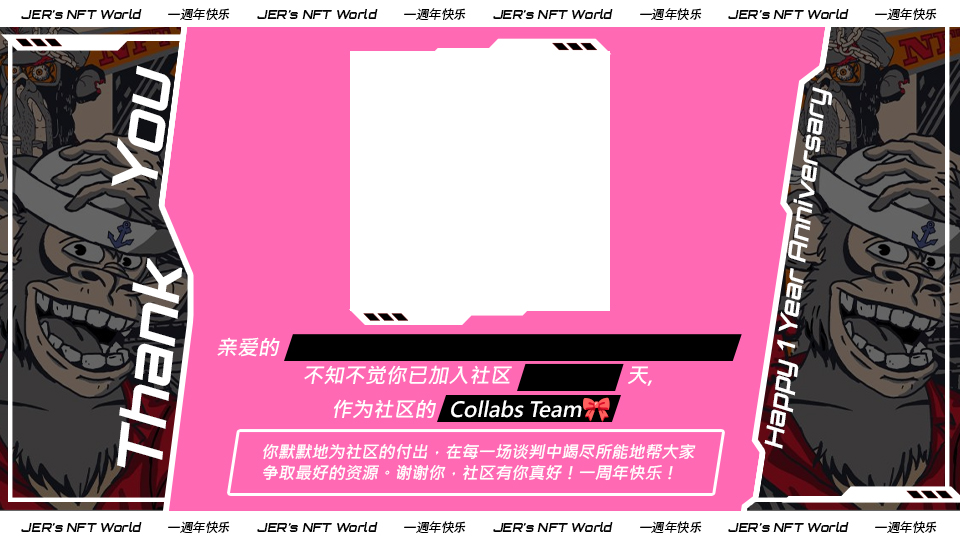 JER's NFT World 一週年快乐 JER's NFT World 一週年快乐 JER's NFT World 一週年快乐 JER's NFT World 一週年快乐
NFT
NFT
Thank You
Happy 1 Year Anniversary
亲爱的
不知不觉你已加入社区 天,
作为社区的 Collabs Team🎀
你默默地为社区的付出，在每一场谈判中竭尽所能地帮大家
争取最好的资源。谢谢你，社区有你真好！一周年快乐！
JER's NFT World 一週年快乐 JER's NFT World 一週年快乐 JER's NFT World 一週年快乐 JER's NFT World 一週年快乐